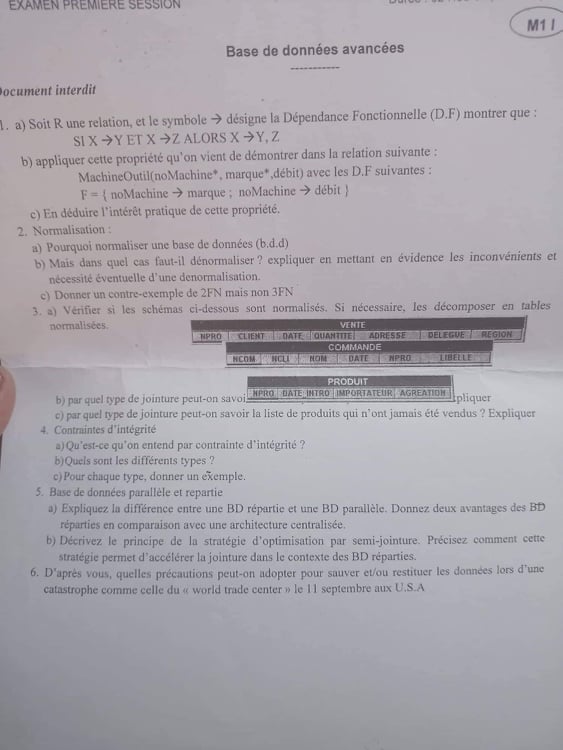 EXAMEN PREMIERE SESSION
M1 I
Base de données avancées
-----------
Document interdit
1. a) Soit R une relation, et le symbole → désigne la Dépendance Fonctionnelle (D.F) montrer que :
SI X →Y ET X →Z ALORS X →Y, Z
b) appliquer cette propriété qu'on vient de démontrer dans la relation suivante :
MachineOutil(noMachine*, marque*,débit) avec les D.F suivantes :
F = { noMachine → marque ; noMachine → débit }
c) En déduire l'intérêt pratique de cette propriété.
2. Normalisation :
a) Pourquoi normaliser une base de données (b.d.d)
b) Mais dans quel cas faut-il dénormaliser ? expliquer en mettant en évidence les inconvénients et
nécessité éventuelle d'une denormalisation.
c) Donner un contre-exemple de 2FN mais non 3FN
3. a) Vérifier si les schémas ci-dessous sont normalisés. Si nécessaire, les décomposer en tables
normalisées.
VENTE
NPRO CLIENT DATE QUANTITE ADRESSE DELEGUE REGION
COMMANDE
NCOM NCLI NOM DATE NPRO LIBELLE
PRODUIT
NPRO DATE INTRO IMPORTATEUR AGREATION
b) par quel type de jointure peut-on savoi
xpliquer
c) par quel type de jointure peut-on savoir la liste de produits qui n'ont jamais été vendus ? Expliquer
4. Contraintes d'intégrité
a) Qu'est-ce qu'on entend par contrainte d'intégrité ?
b) Quels sont les différents types ?
c) Pour chaque type, donner un exemple.
5. Base de données parallèle et repartie
a) Expliquez la différence entre une BD répartie et une BD parallèle. Donnez deux avantages des BD
réparties en comparaison avec une architecture centralisée.
b) Décrivez le principe de la stratégie d'optimisation par semi-jointure. Précisez comment cette
stratégie permet d'accélérer la jointure dans le contexte des BD réparties.
6. D'après vous, quelles précautions peut-on adopter pour sauver et/ou restituer les données lors d'une
catastrophe comme celle du « world trade center » le 11 septembre aux U.S.A